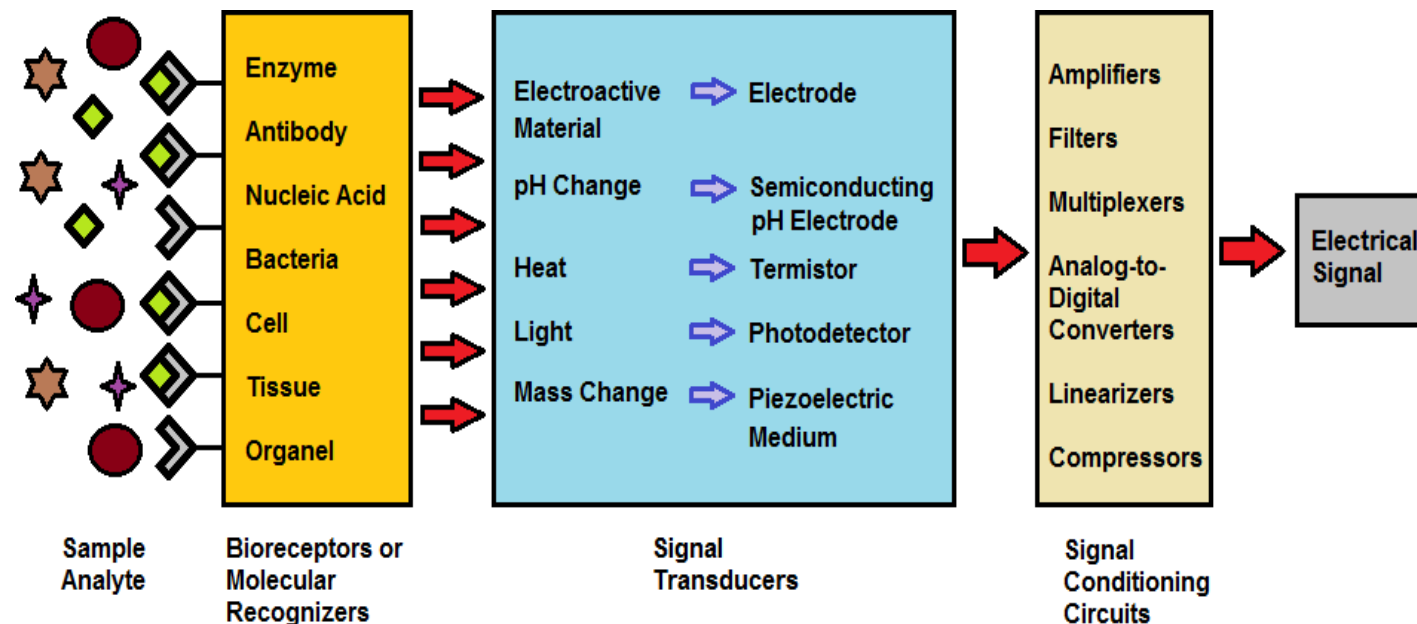 Enzyme
Antibody
Nucleic Acid
Bacteria
Cell
Tissue
Organel
Electroactive
Material
Electrode
pH Change
Semiconducting
pH Electrode
Heat
Termistor
Light
Photodetector
Mass Change
Piezoelectric
Medium
Amplifiers
Filters
Multiplexers
Analog-to-
Digital
Converters
Linearizers
Compressors
Electrical
Signal
Sample
Analyte
Bioreceptors or
Molecular
Recognizers
Signal
Transducers
Signal
Conditioning
Circuits